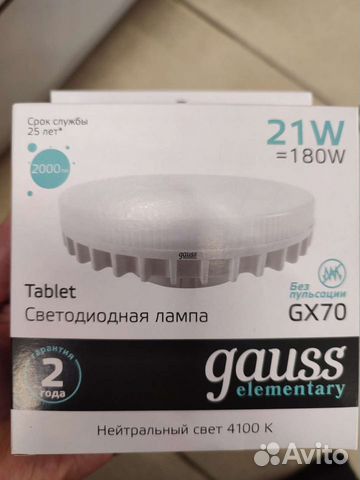 Срок службы
25 лет*
21W
=180W
2000лм
gauss
Tablet
Светодиодная лампа
Без
пульсации
GX70
гарантия
2
года
gauss
elementary
Нейтральный свет 4100 K
Avito